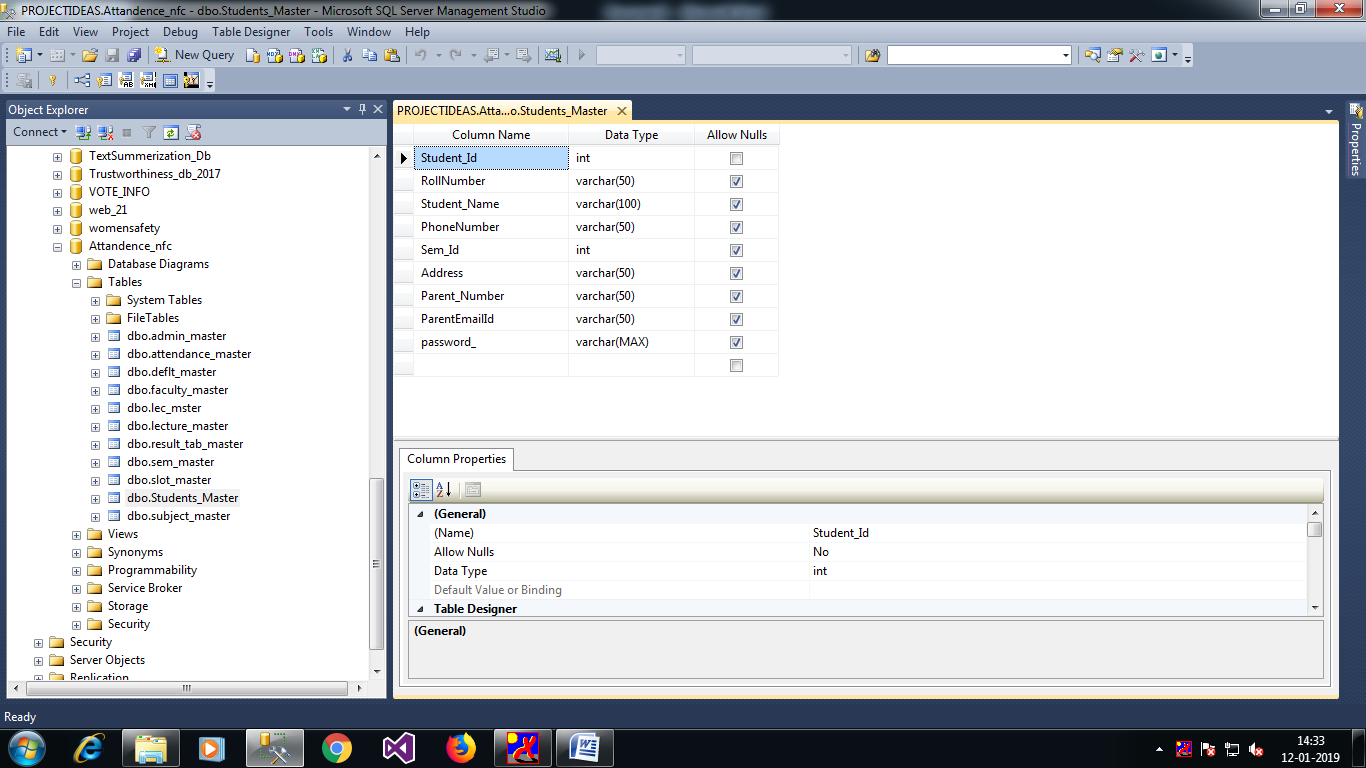 PROJECTIDEAS.Attandence_nfc - dbo.Students_Master - Microsoft SQL Server Management Studio
File Edit View Project Debug Table Designer Tools Window Help
New Query
Object Explorer
Connect
TextSummerization_Db
Trustworthiness_db_2017
VOTE_INFO
web_21
womensafety
Attandence_nfc
Database Diagrams
Tables
System Tables
FileTables
dbo.admin_master
dbo.attendance_master
dbo.deflt_master
dbo.faculty_master
dbo.lec_mster
dbo.lecture_master
dbo.result_tab_master
dbo.sem_master
dbo.slot_master
dbo.Students_Master
dbo.subject_master
Views
Synonyms
Programmability
Service Broker
Storage
Security
Security
Server Objects
Replication
PROJECTIDEAS.Atta...o.Students_Master
Column Name Data Type Allow Nulls
Student_Id int
RollNumber varchar(50)
Student_Name varchar(100)
PhoneNumber varchar(50)
Sem_Id int
Address varchar(50)
Parent_Number varchar(50)
ParentEmailId varchar(50)
password_ varchar(MAX)
Column Properties
(General)
(Name) Student_Id
Allow Nulls No
Data Type int
Default Value or Binding
Table Designer
(General)
Properties
Ready
14:33
12-01-2019